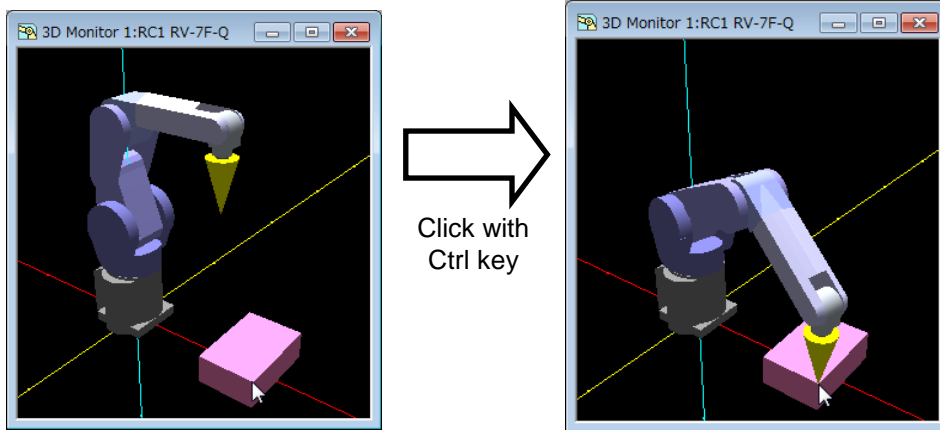 3D Monitor 1:RC1 RV-7F-Q
3D Monitor 1:RC1 RV-7F-Q
Click with
Ctrl key